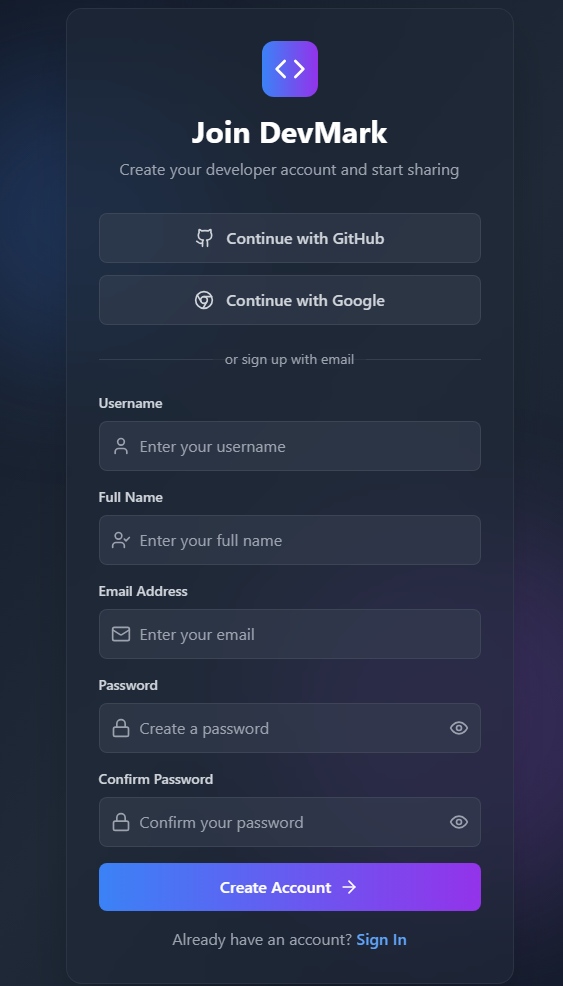 Join DevMark
Create your developer account and start sharing
Continue with GitHub
Continue with Google
or sign up with email
Username
Enter your username
Full Name
Enter your full name
Email Address
Enter your email
Password
Create a password
Confirm Password
Confirm your password
Create Account
Already have an account? Sign In